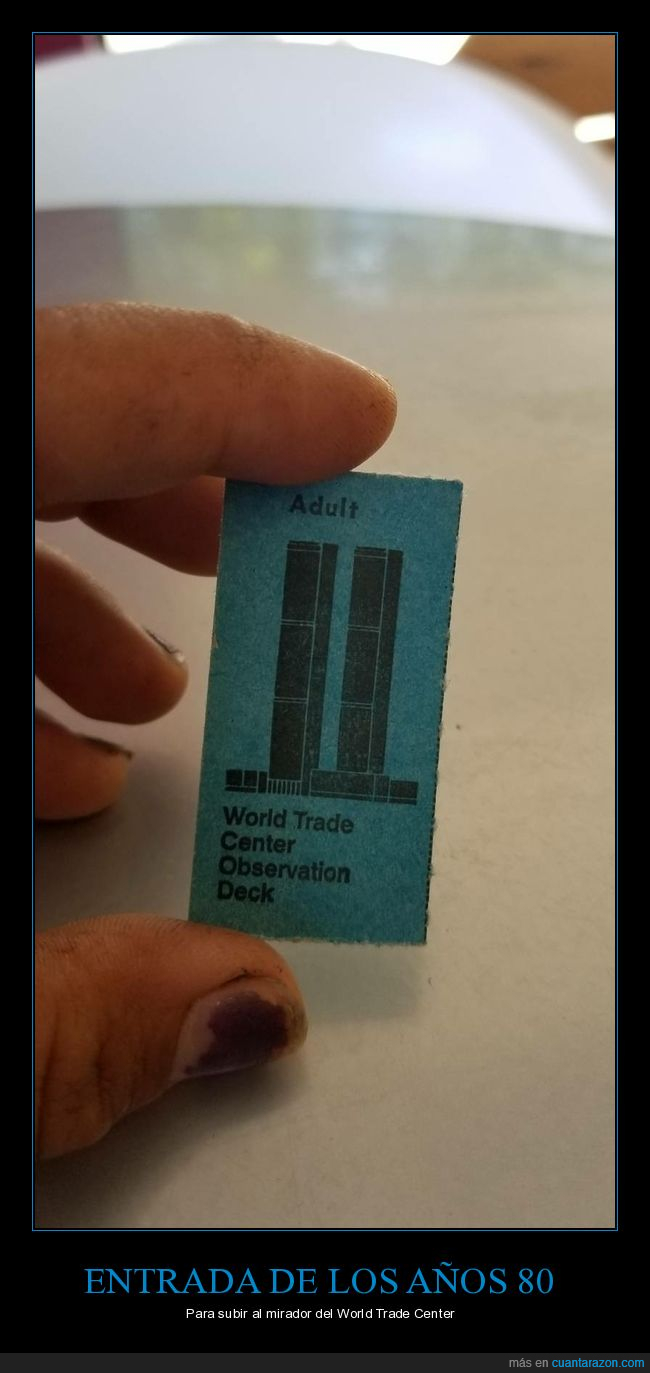 Adult
World Trade
Center
Observation
Deck
ENTRADA DE LOS AÑOS 80
Para subir al mirador del World Trade Center
más en cuantarazon.com